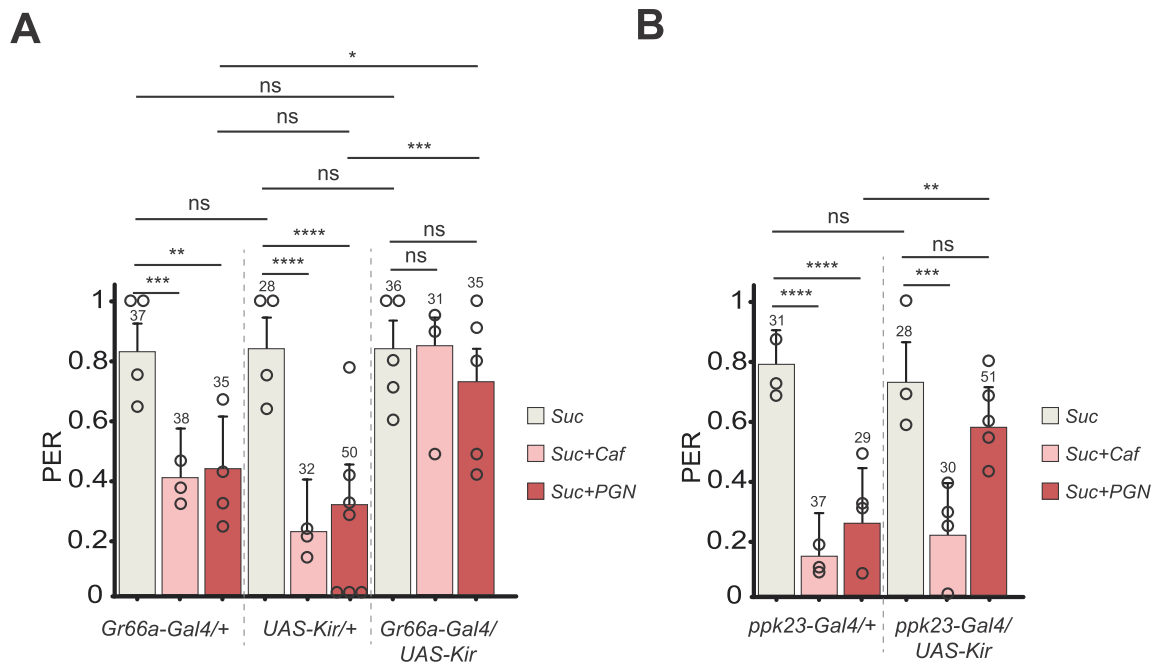 A
B
*
ns
ns
***
ns
ns
**
***
****
****
ns
ns
**
ns
****
****
ns
***
PER
1
0.8
0.6
0.4
0.2
0
37
38
35
28
32
50
36
31
35
Gr66a-Gal4/+
UAS-Kir/+
Gr66a-Gal4/
UAS-Kir
Suc
Suc+Caf
Suc+PGN
PER
1
0.8
0.6
0.4
0.2
0
31
37
29
28
30
51
ppk23-Gal4/+
ppk23-Gal4/
UAS-Kir
Suc
Suc+Caf
Suc+PGN